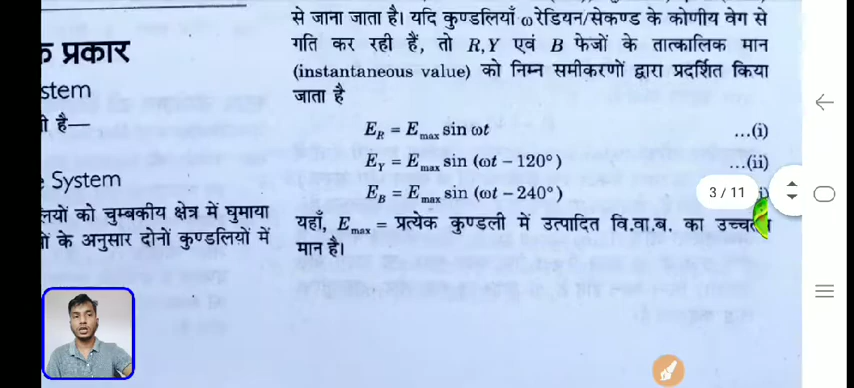 से जाना जाता है। यदि कुण्डलियाँ ω रेडियन/सेकण्ड के कोणीय वेग से
गति कर रही हैं, तो R, Y एवं B फेजों के तात्कालिक मान
(instantaneous value) को निम्न समीकरणों द्वारा प्रदर्शित किया
जाता है
E_R = E_max sin ωt ...(i)
E_Y = E_max sin (ωt – 120°) ...(ii)
E_B = E_max sin (ωt – 240°)
यहाँ, E_max = प्रत्येक कुण्डली में उत्पादित वि.वा.ब. का
मान है।
प्रकार
stem
है—
System
को चुम्बकीय क्षेत्र में घुमाया
के अनुसार दोनों कुण्डलियों में
3 / 11